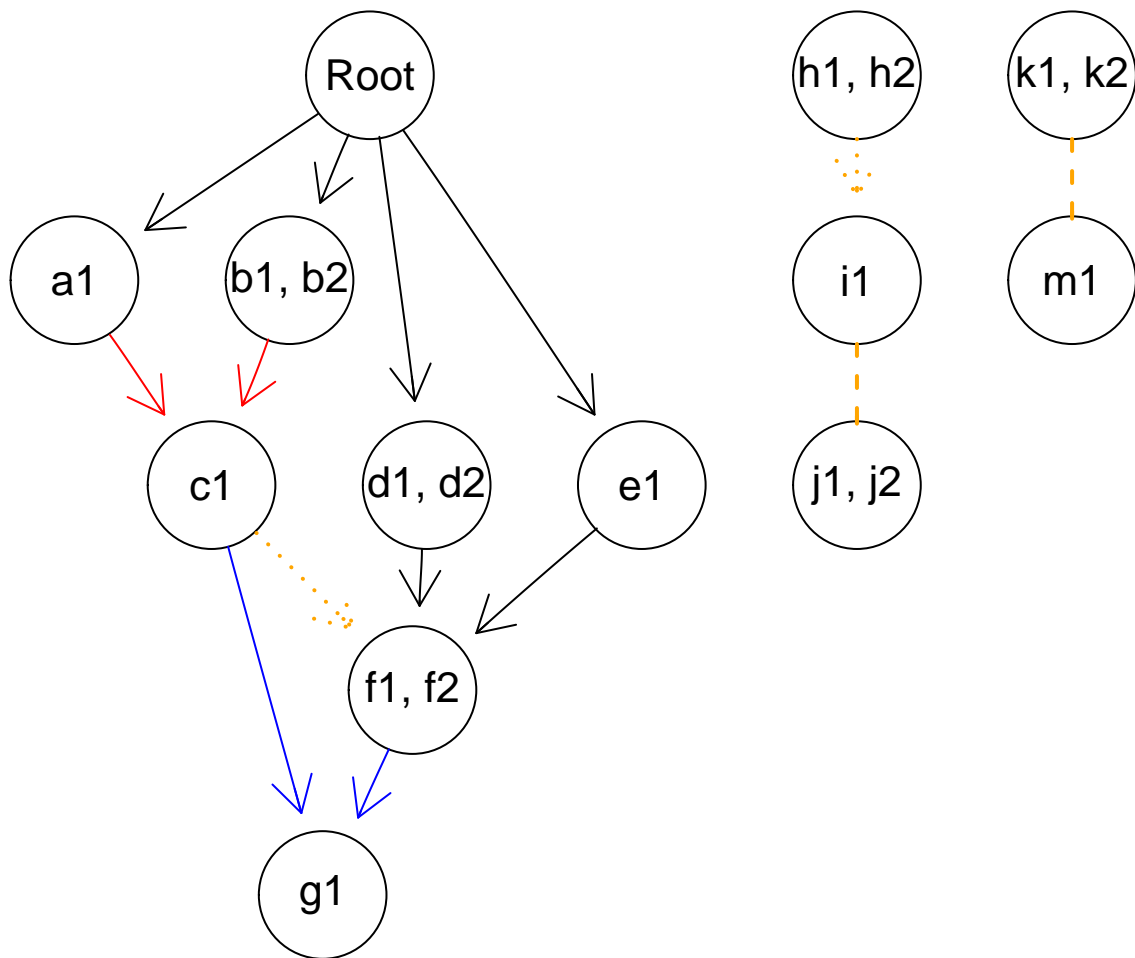 Root
h1, h2
k1, k2
a1
b1, b2
i1
m1
c1
d1, d2
e1
j1, j2
f1, f2
g1